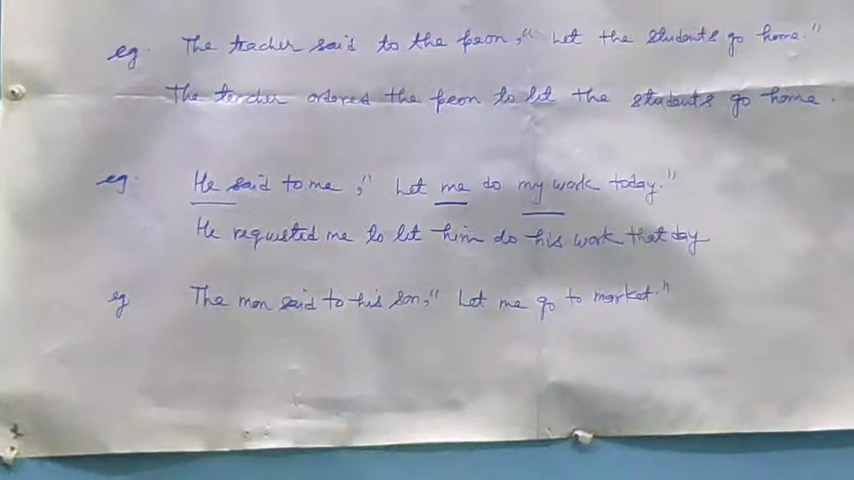 eg. The teacher said to the peon, "Let the students go home."
The teacher ordered the peon to let the students go home.
eg. He said to me, "Let me do my work today."
He requested me to let him do his work that day
eg The man said to his son, "Let me go to market."